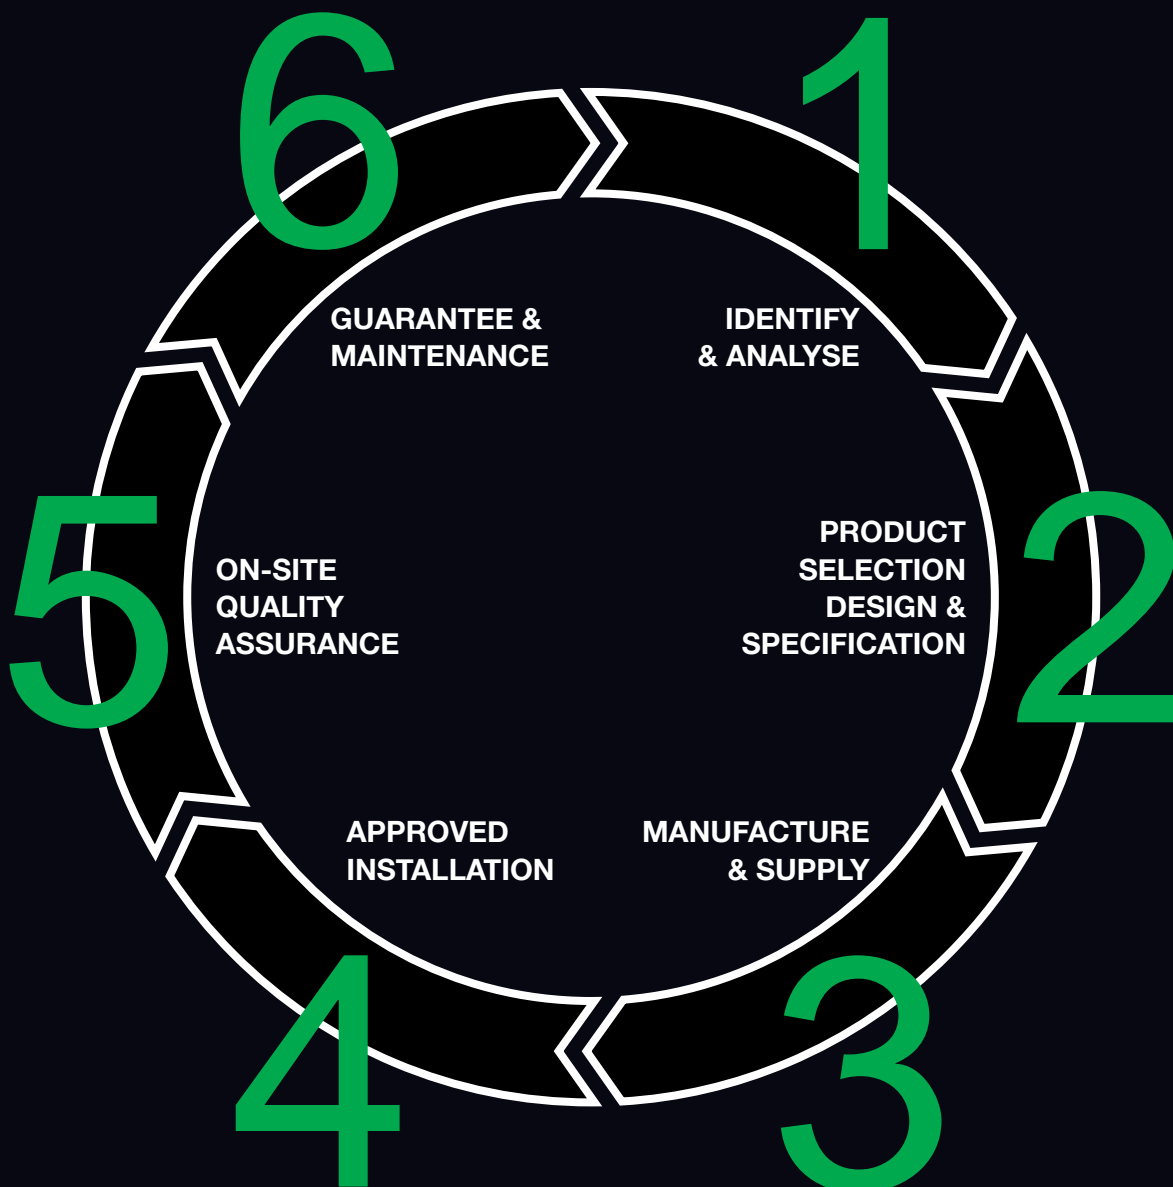 1
IDENTIFY
& ANALYSE
2
PRODUCT
SELECTION
DESIGN &
SPECIFICATION
3
MANUFACTURE
& SUPPLY
4
APPROVED
INSTALLATION
5
ON-SITE
QUALITY
ASSURANCE
6
GUARANTEE &
MAINTENANCE